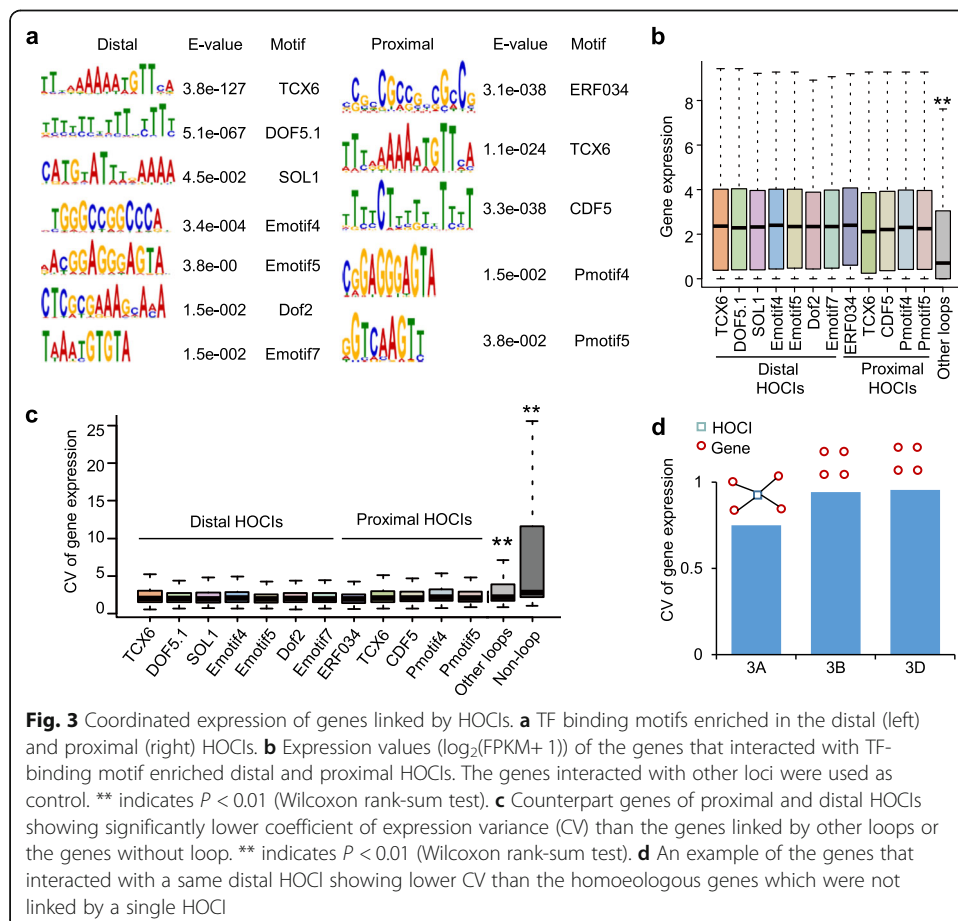 a
Distal E-value Motif Proximal E-value Motif
3.8e-127 TCX6
5.1e-067 DOF5.1
4.5e-002 SOL1
3.4e-004 Emotif4
3.8e-00 Emotif5
1.5e-002 Dof2
1.5e-002 Emotif7
3.1e-038 ERF034
1.1e-024 TCX6
3.3e-038 CDF5
1.5e-002 Pmotif4
3.8e-002 Pmotif5
b
Gene expression
8
6
4
2
0
**
TCX6
DOF5.1
SOL1
Emotif4
Emotif5
Dof2
Emotif7
ERF034
TCX6
CDF5
Pmotif4
Pmotif5
Other loops
Distal HOCIs
Proximal HOCIs
c
CV of gene expression
25
20
15
10
5
0
Distal HOCIs
Proximal HOCIs
**
**
TCX6
DOF5.1
SOL1
Emotif4
Emotif5
Dof2
Emotif7
ERF034
TCX6
CDF5
Pmotif4
Pmotif5
Other loops
Non-loop
d
HOCI
Gene
CV of gene expression
1
0.5
0
3A 3B 3D
Fig. 3 Coordinated expression of genes linked by HOCIs. a TF binding motifs enriched in the distal (left)
and proximal (right) HOCIs. b Expression values (log₂(FPKM+ 1)) of the genes that interacted with TF-
binding motif enriched distal and proximal HOCIs. The genes interacted with other loci were used as
control. ** indicates P < 0.01 (Wilcoxon rank-sum test). c Counterpart genes of proximal and distal HOCIs
showing significantly lower coefficient of expression variance (CV) than the genes linked by other loops or
the genes without loop. ** indicates P < 0.01 (Wilcoxon rank-sum test). d An example of the genes that
interacted with a same distal HOCI showing lower CV than the homoeologous genes which were not
linked by a single HOCI